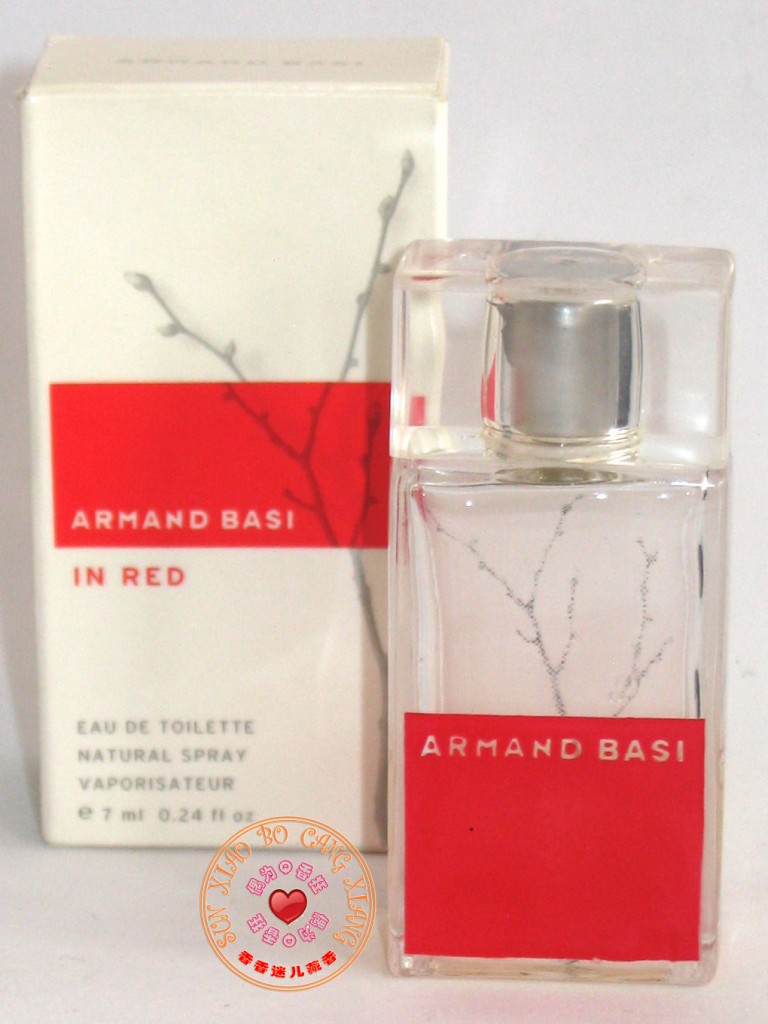 ARMAND BASI
ARMAND BASI
IN RED
EAU DE TOILETTE
NATURAL SPRAY
VAPORISATEUR
e 7 ml 0.24 fl oz
ARMAND BASI
SUN XIAO BO CANG XIANG
香香迷儿燕香